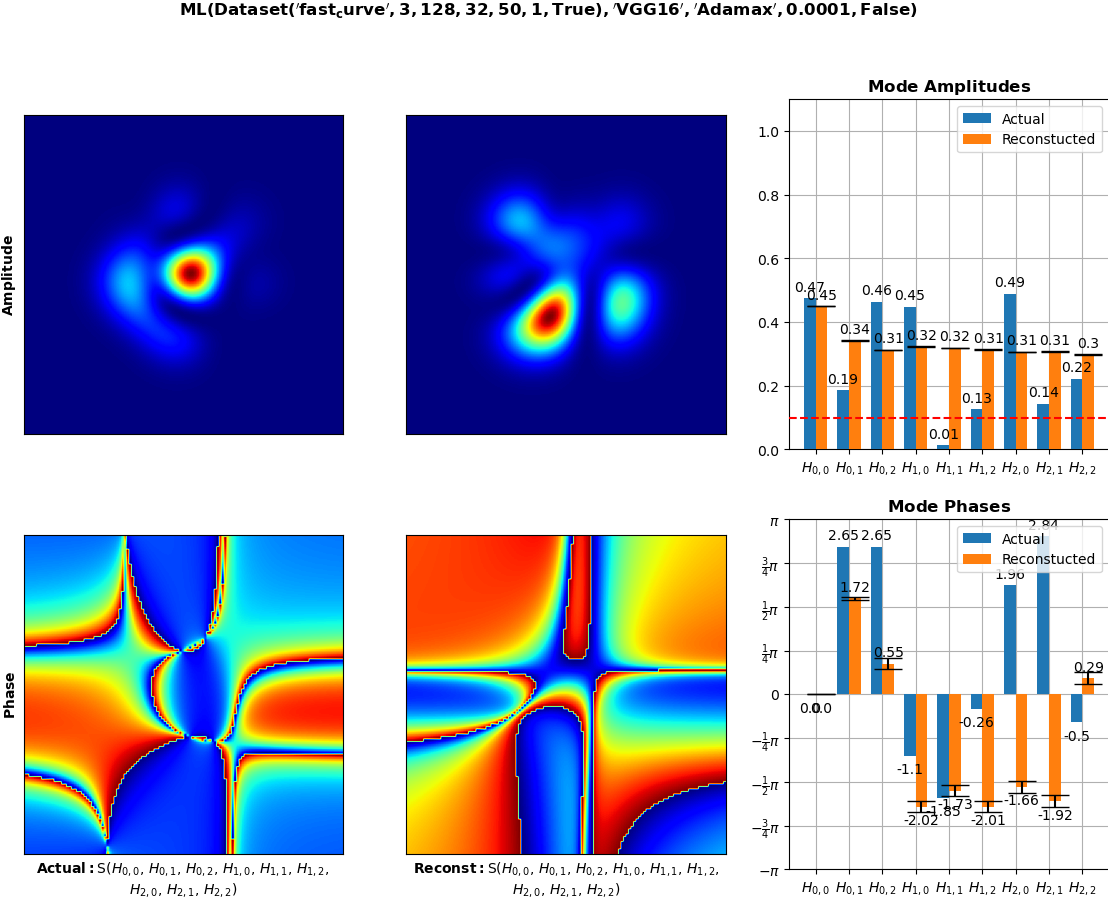 ML(Dataset('fast_curve', 3, 128, 32, 50, 1, True), 'VGG16', 'Adamax', 0.0001, False)
Mode Amplitudes
Amplitude
Actual
Reconstucted
1.0
0.8
0.6
0.4
0.2
0.0
0.47 0.45 0.19 0.34 0.46 0.31 0.45 0.32 0.01 0.32 0.13 0.31 0.49 0.31 0.14 0.31 0.22 0.3
H0,0 H0,1 H0,2 H1,0 H1,1 H1,2 H2,0 H2,1 H2,2
Mode Phases
Phase
Actual
Reconstucted
π
3/4π
1/2π
1/4π
0
−1/4π
−1/2π
−3/4π
−π
0.0 0.0 2.65 1.72 2.65 0.55 -1.1 -2.02 -1.85 -1.73 -0.26 -2.01 1.96 -1.66 2.84 -1.92 -0.5 0.29
H0,0 H0,1 H0,2 H1,0 H1,1 H1,2 H2,0 H2,1 H2,2
Actual: S(H0,0, H0,1, H0,2, H1,0, H1,1, H1,2,
H2,0, H2,1, H2,2)
Reconst: S(H0,0, H0,1, H0,2, H1,0, H1,1, H1,2,
H2,0, H2,1, H2,2)